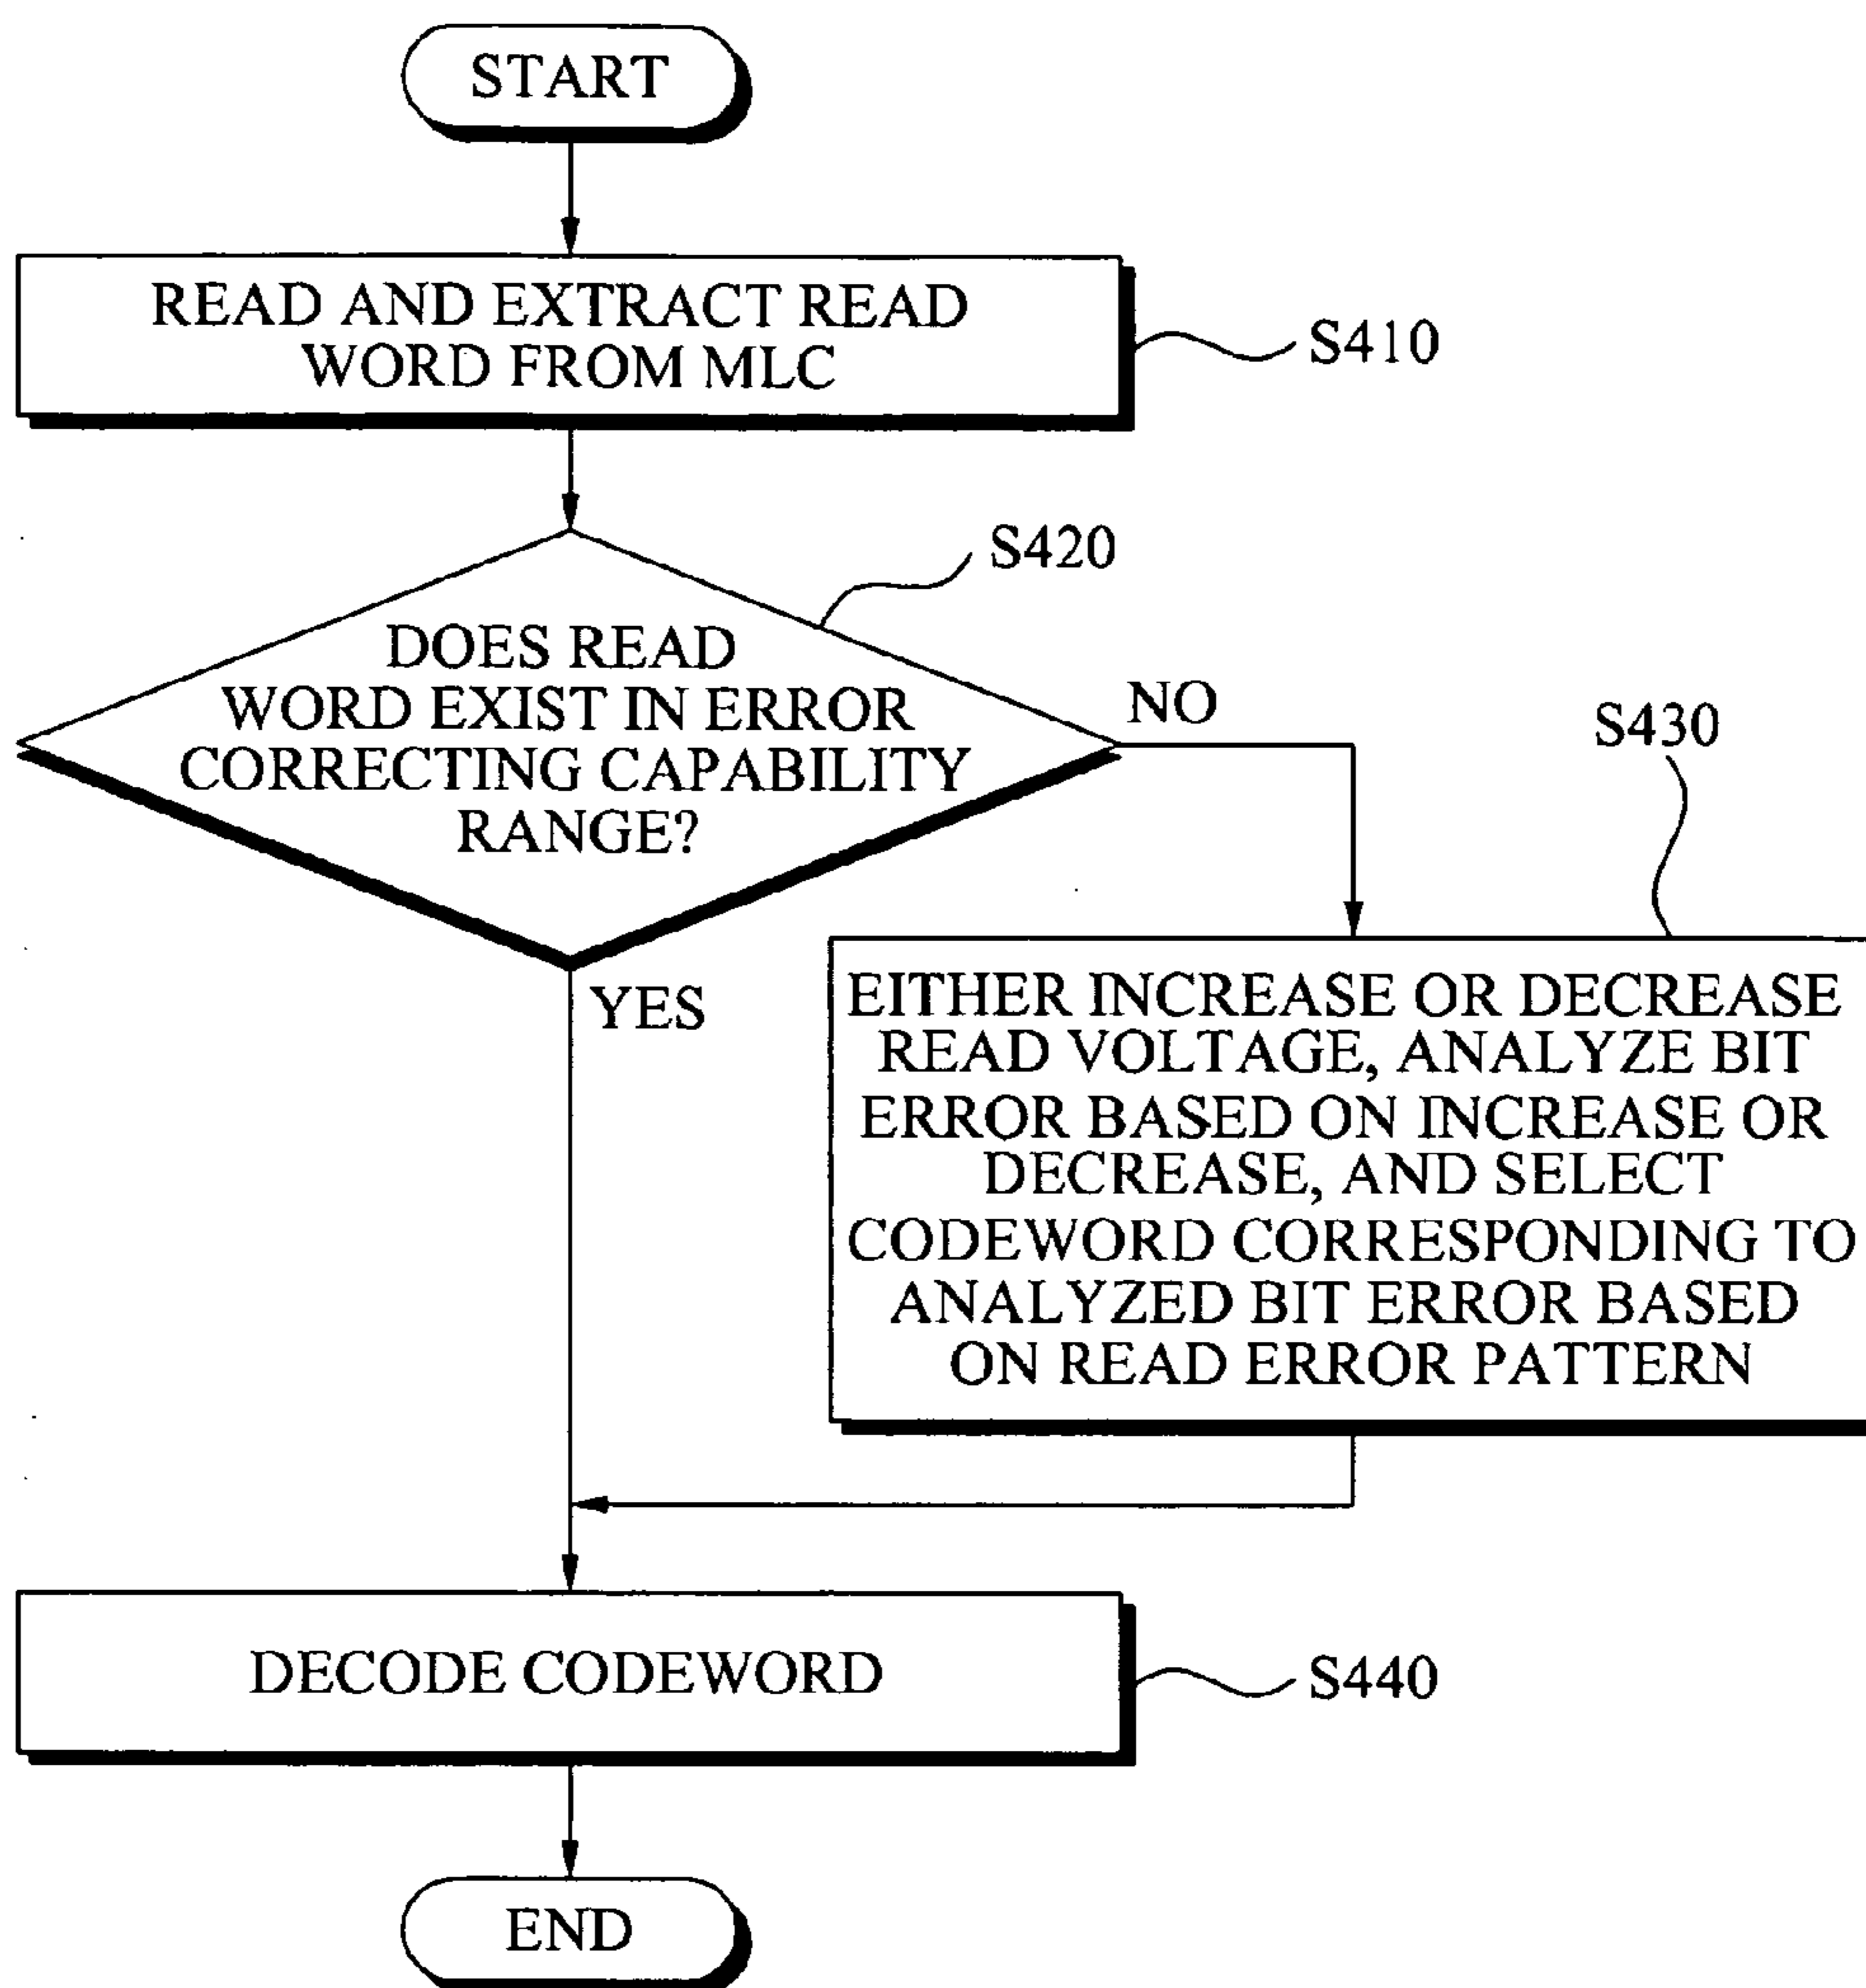 START
READ AND EXTRACT READ
WORD FROM MLC
S410
S420
DOES READ
WORD EXIST IN ERROR
CORRECTING CAPABILITY
RANGE?
NO
YES
S430
EITHER INCREASE OR DECREASE
READ VOLTAGE, ANALYZE BIT
ERROR BASED ON INCREASE OR
DECREASE, AND SELECT
CODEWORD CORRESPONDING TO
ANALYZED BIT ERROR BASED
ON READ ERROR PATTERN
DECODE CODEWORD
S440
END